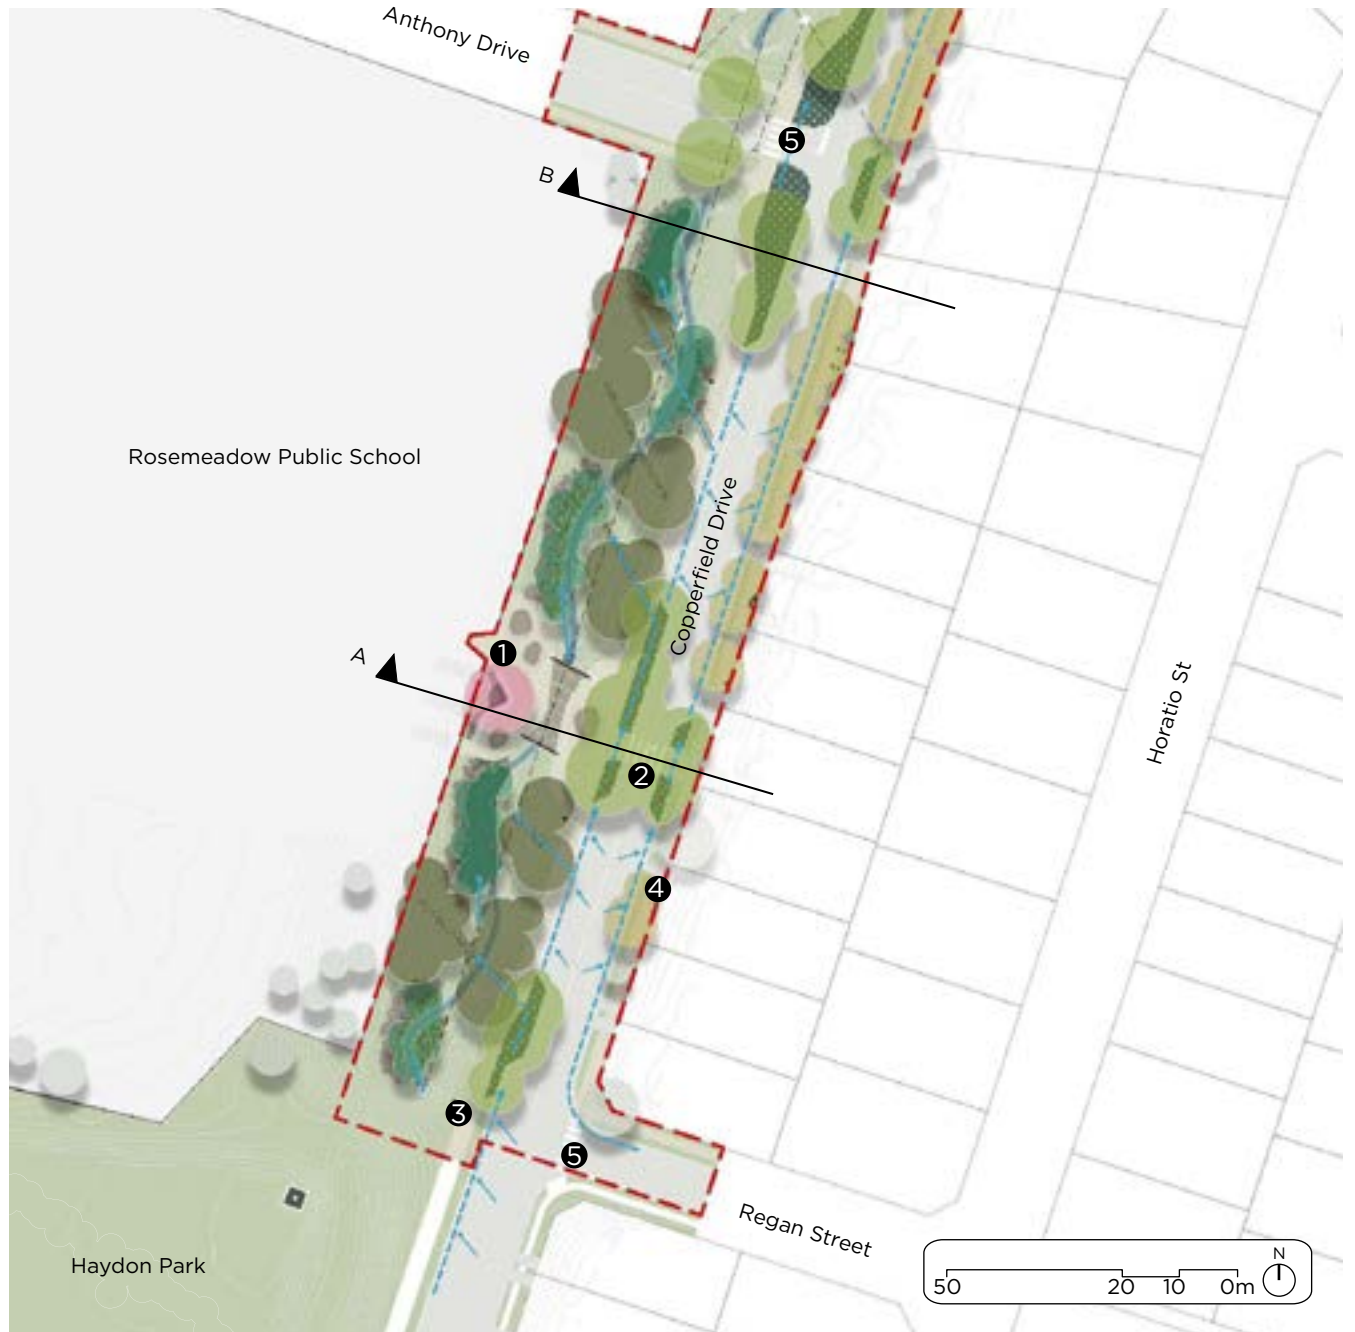 Anthony Drive
5
B
Rosemeadow Public School
Copperfield Drive
1
A
Horatio St
2
4
3
5
Regan Street
Haydon Park
N
50 20 10 0m